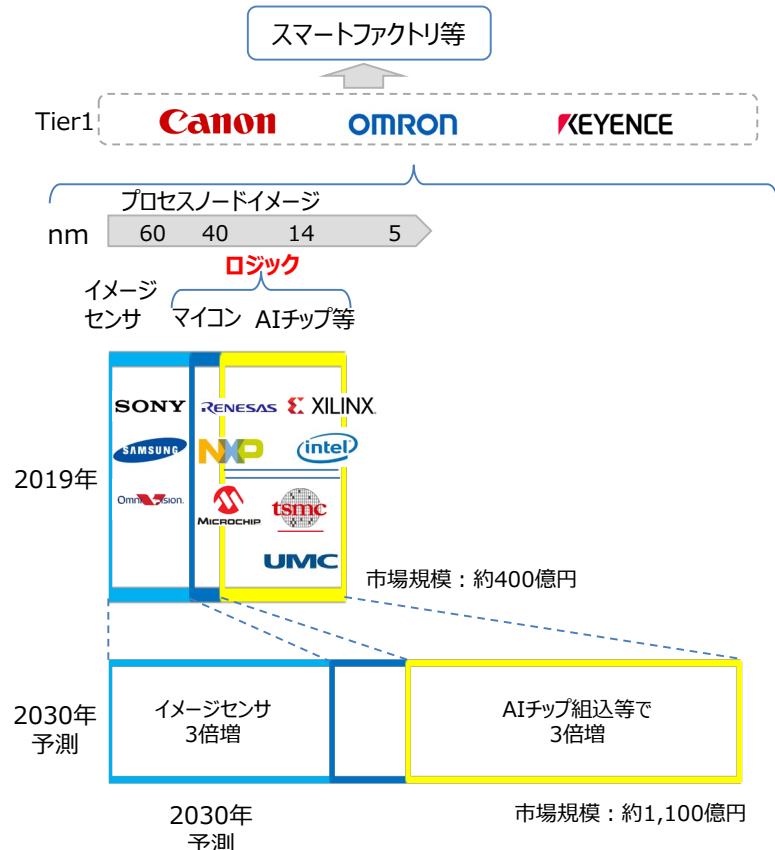 スマートファクトリ等
Tier1
Canon
OMRON
KEYENCE
プロセスノードイメージ
nm
60 40 14 5
ロジック
イメージ
センサ
マイコン
AIチップ等
2019年
SONY
RENESAS
XILINX
SAMSUNG
NXP
intel
OmniVision
MICROCHIP
tsmc
UMC
市場規模：約400億円
2030年
予測
イメージセンサ
3倍増
AIチップ組込等で
3倍増
2030年
予測
市場規模：約1,100億円